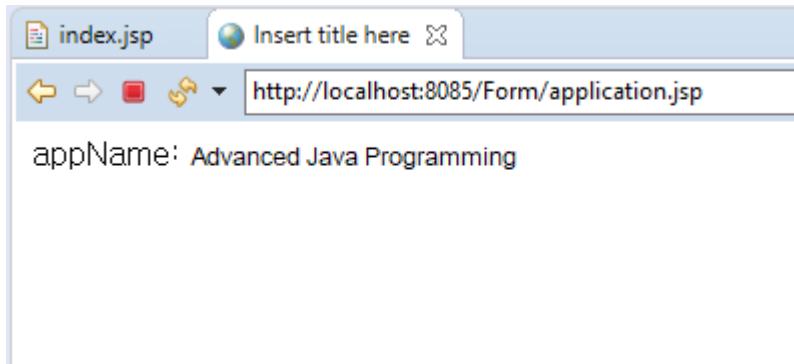 index.jsp Insert title here
http://localhost:8085/Form/application.jsp
appName: Advanced Java Programming